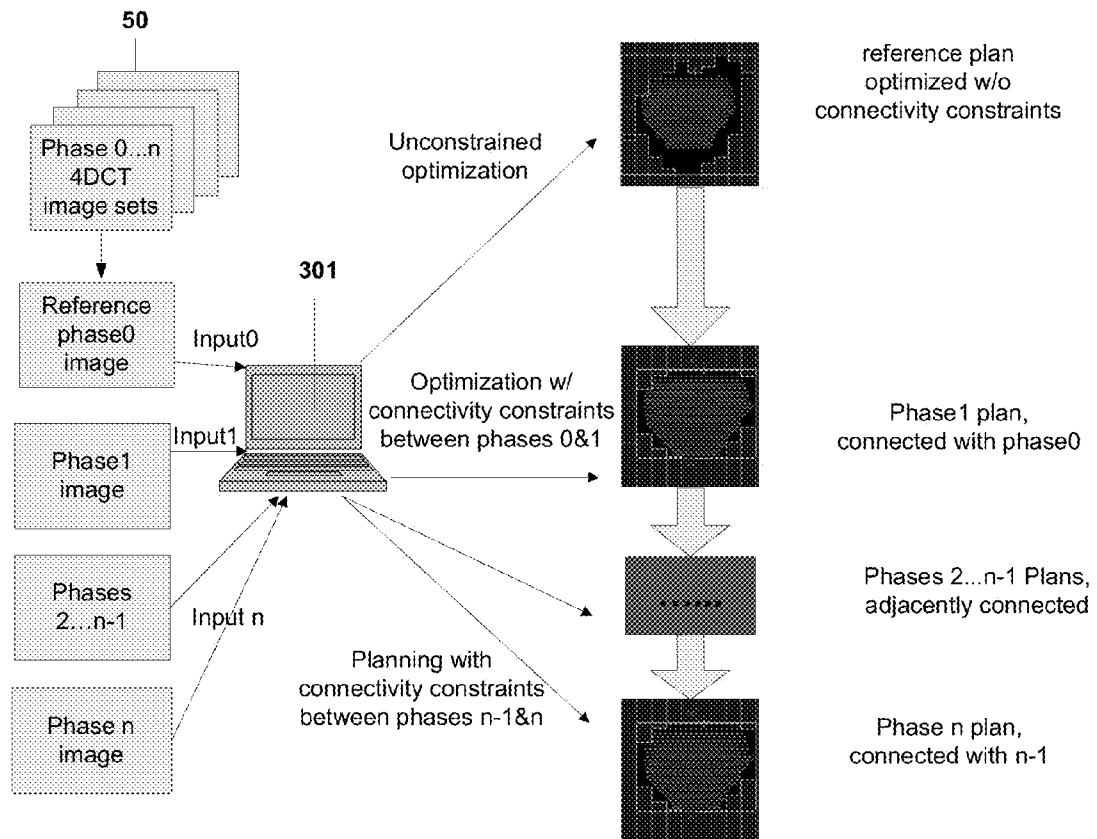 50
Phase 0...n
4DCT
image sets
Reference
phase0
image
Input0
301
Phase1
image
Input1
Phases
2...n-1
Input n
Phase n
image
Unconstrained
optimization
Optimization w/
connectivity constraints
between phases 0&1
Planning with
connectivity constraints
between phases n-1&n
reference plan
optimized w/o
connectivity constraints
Phase1 plan,
connected with phase0
......
Phases 2...n-1 Plans,
adjacently connected
Phase n plan,
connected with n-1